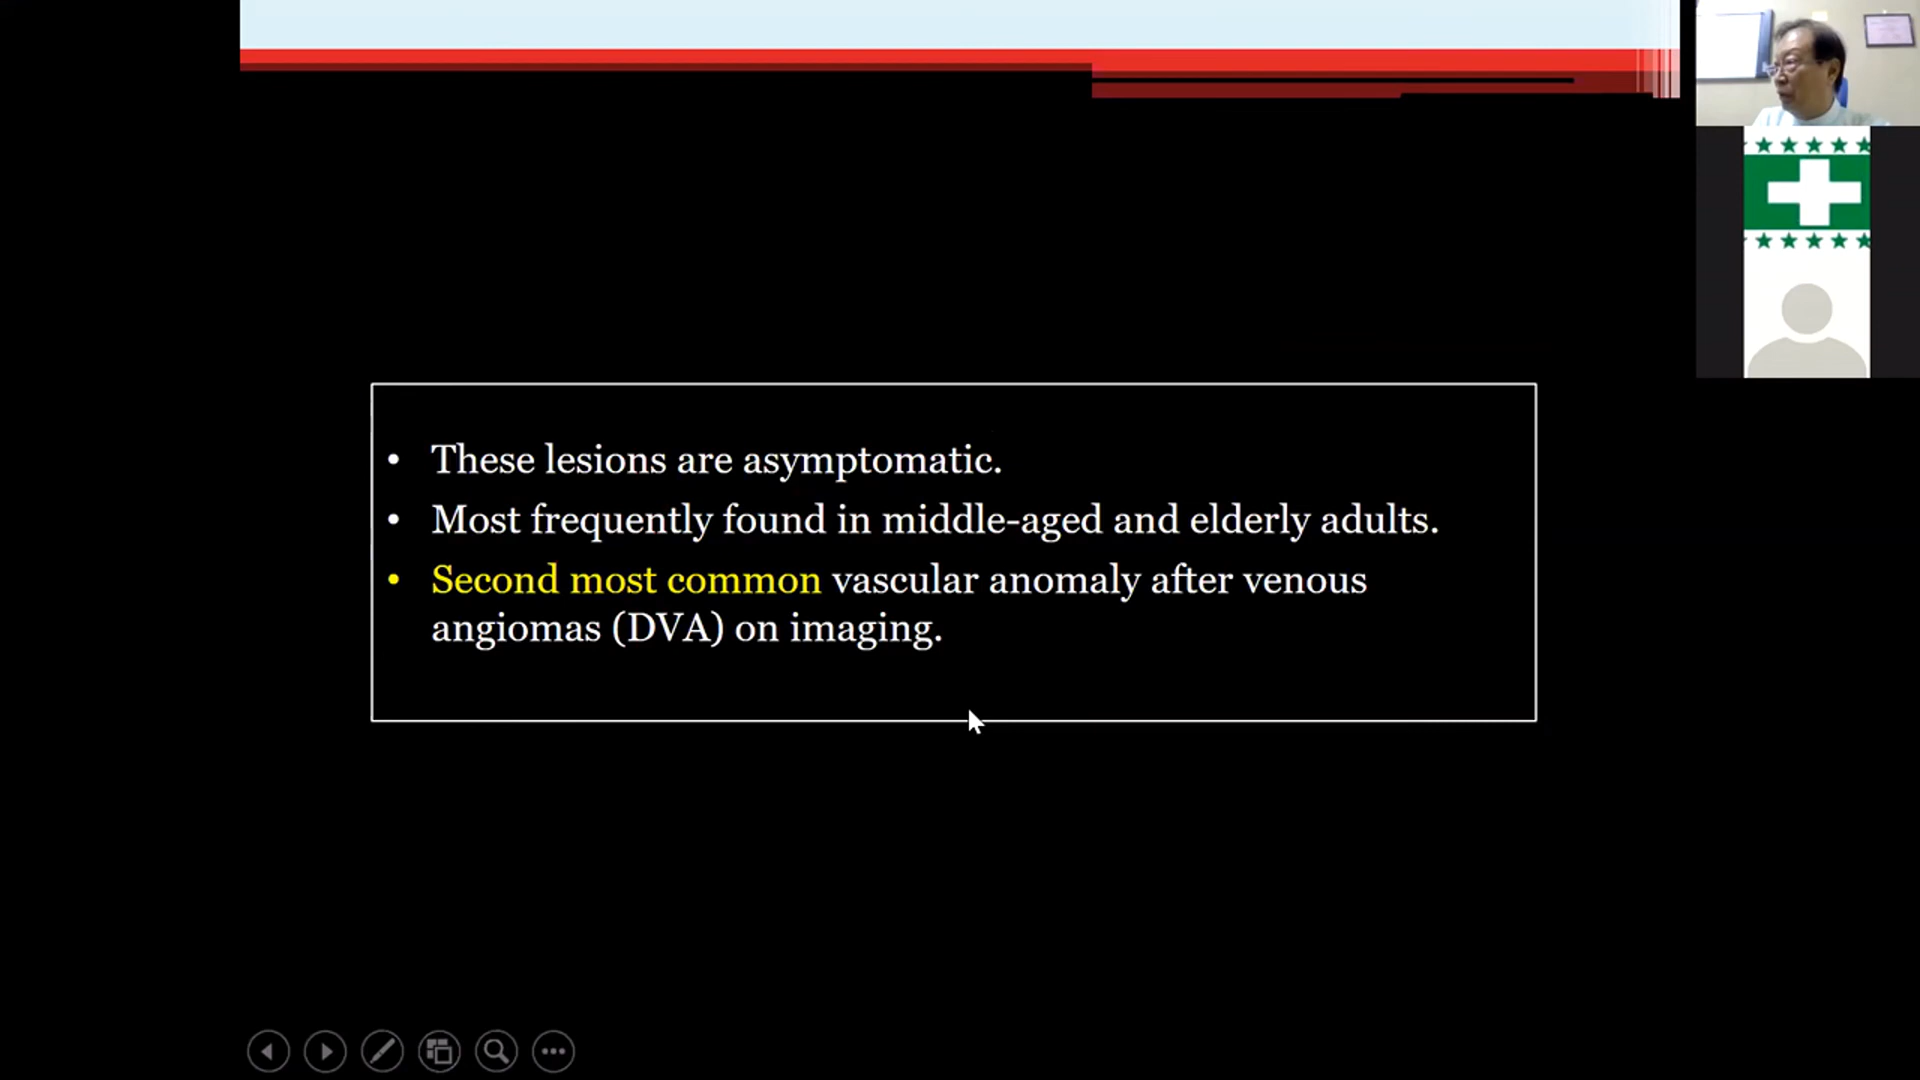 • These lesions are asymptomatic.
• Most frequently found in middle-aged and elderly adults.
• Second most common vascular anomaly after venous
angiomas (DVA) on imaging.